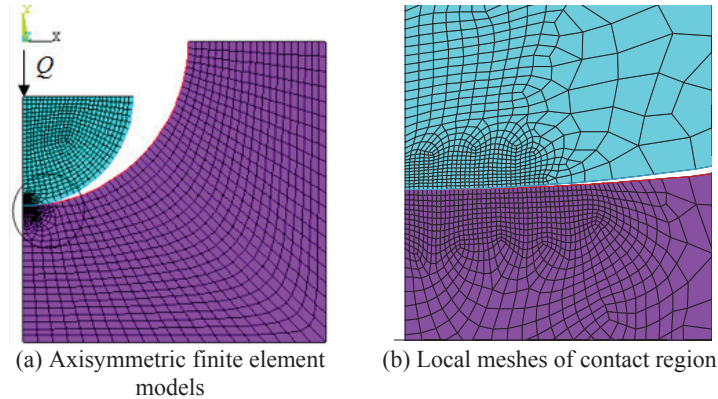 Y
Z X
Q
(a) Axisymmetric finite element
models
(b) Local meshes of contact region